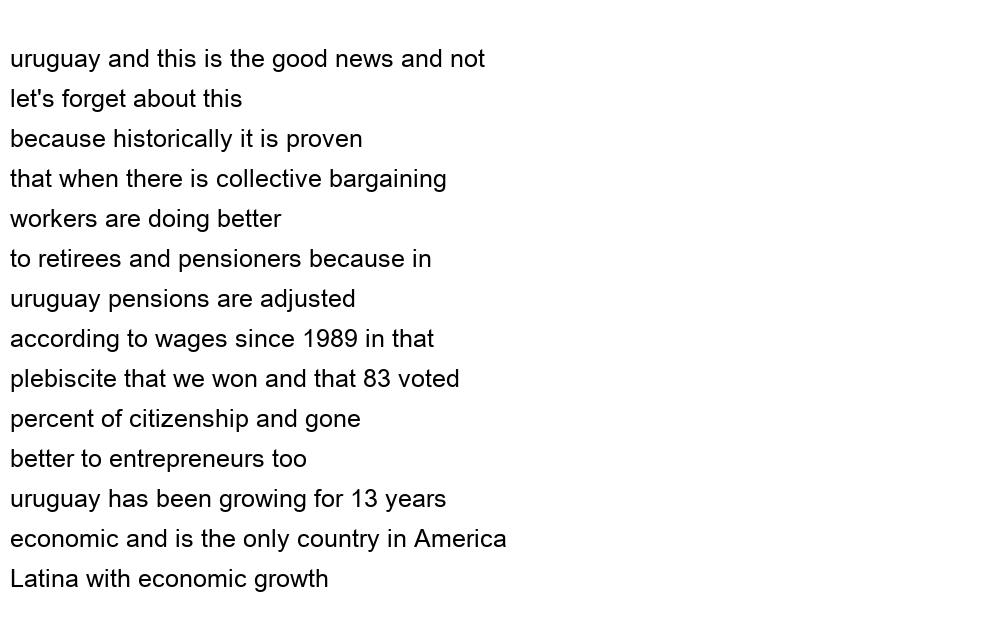 uruguay and this is the good news and not
let's forget about this
because historically it is proven
that when there is collective bargaining
workers are doing better
to retirees and pensioners because in
uruguay pensions are adjusted
according to wages since 1989 in that
plebiscite that we won and that 83 voted
percent of citizenship and gone
better to entrepreneurs too
uruguay has been growing for 13 years
economic and is the only country in America
Latina with economic growth